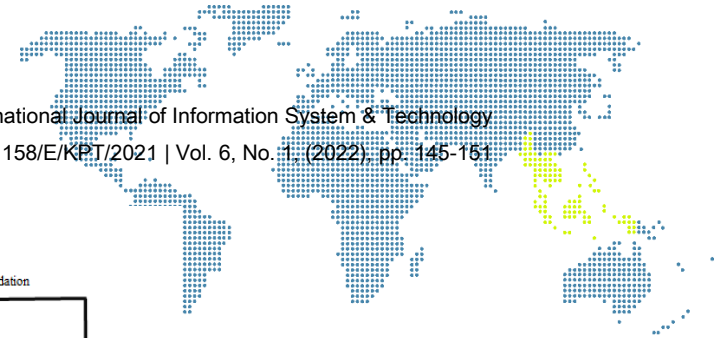 national Journal of Information System & Technology
158/E/KPT/2021 | Vol. 6, No. 1, (2022), pp. 145-151
dation